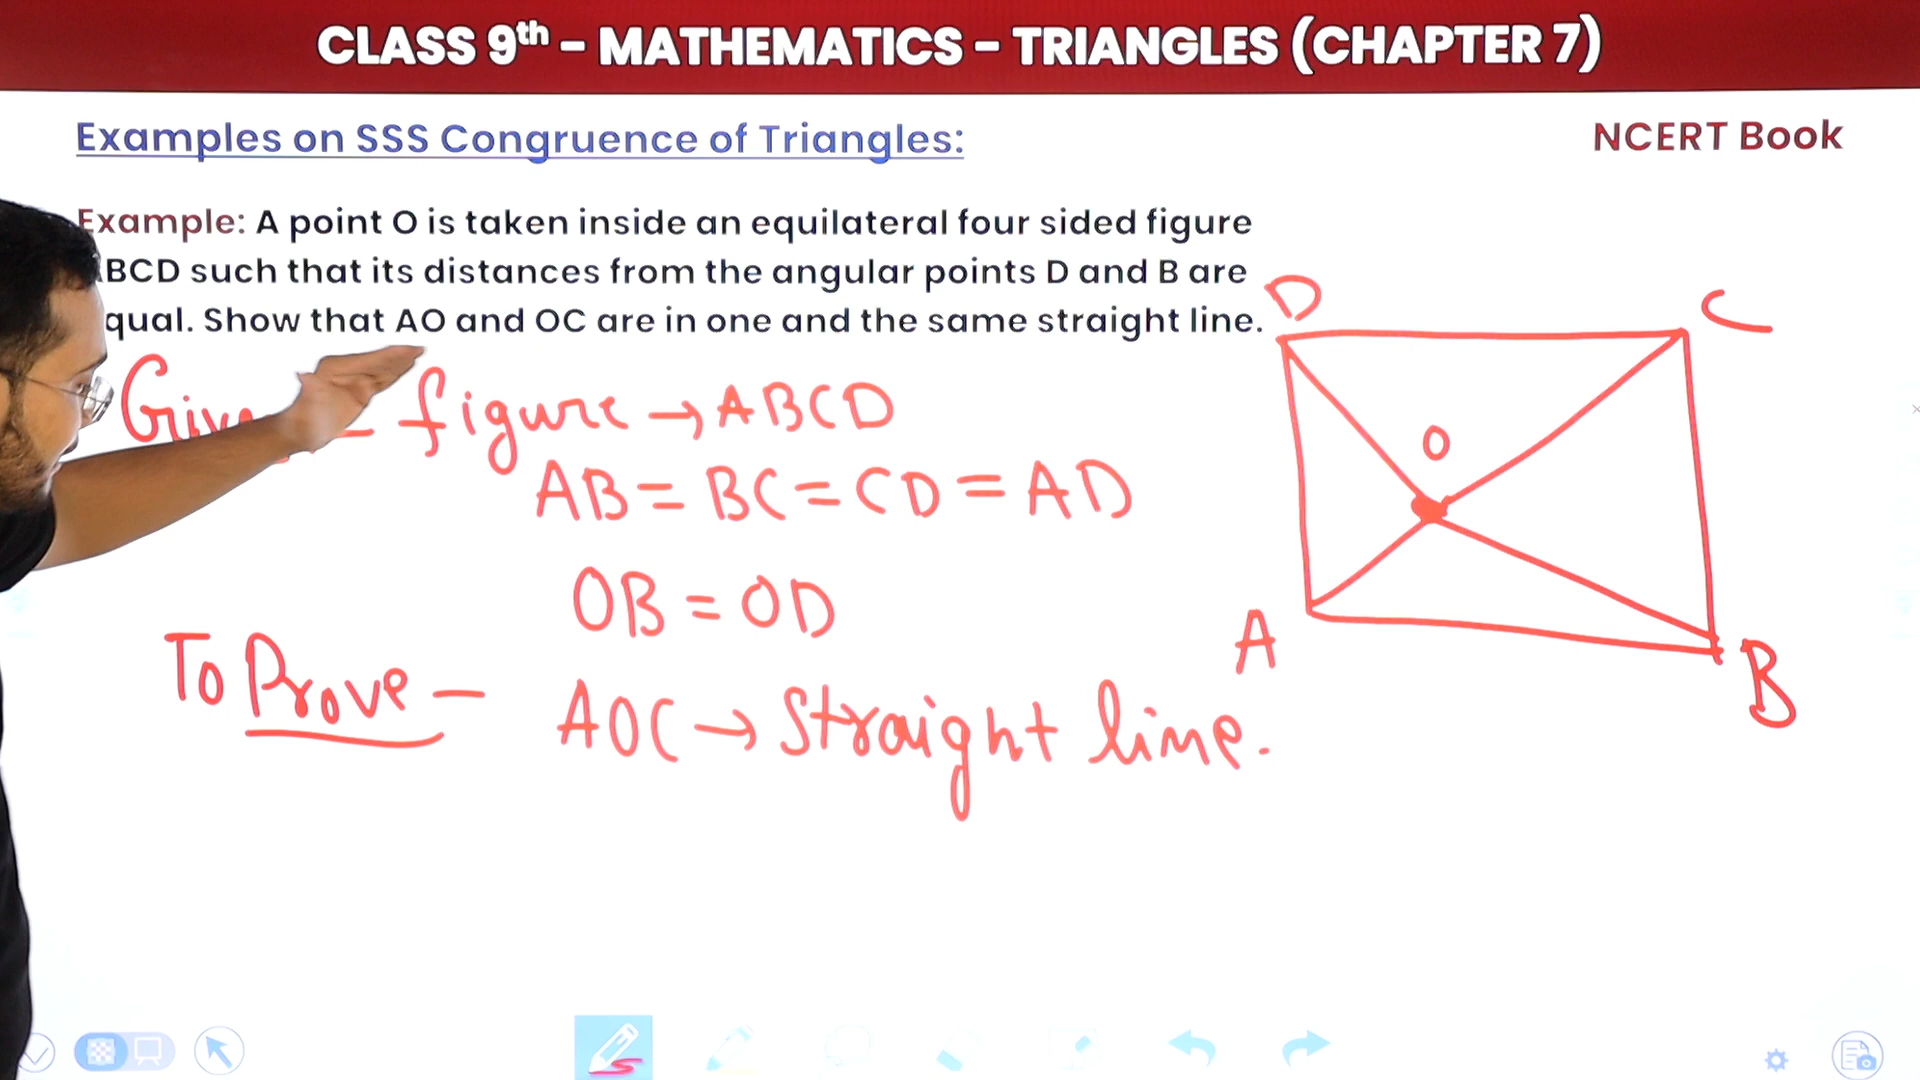 CLASS 9th - MATHEMATICS - TRIANGLES (CHAPTER 7)
Examples on SSS Congruence of Triangles:
NCERT Book
Example: A point O is taken inside an equilateral four sided figure
BCD such that its distances from the angular points D and B are
qual. Show that AO and OC are in one and the same straight line.
figure → ABCD
AB = BC = CD = AD
OB = OD
To Prove - AOC → Straight line.
D
C
O
A
B